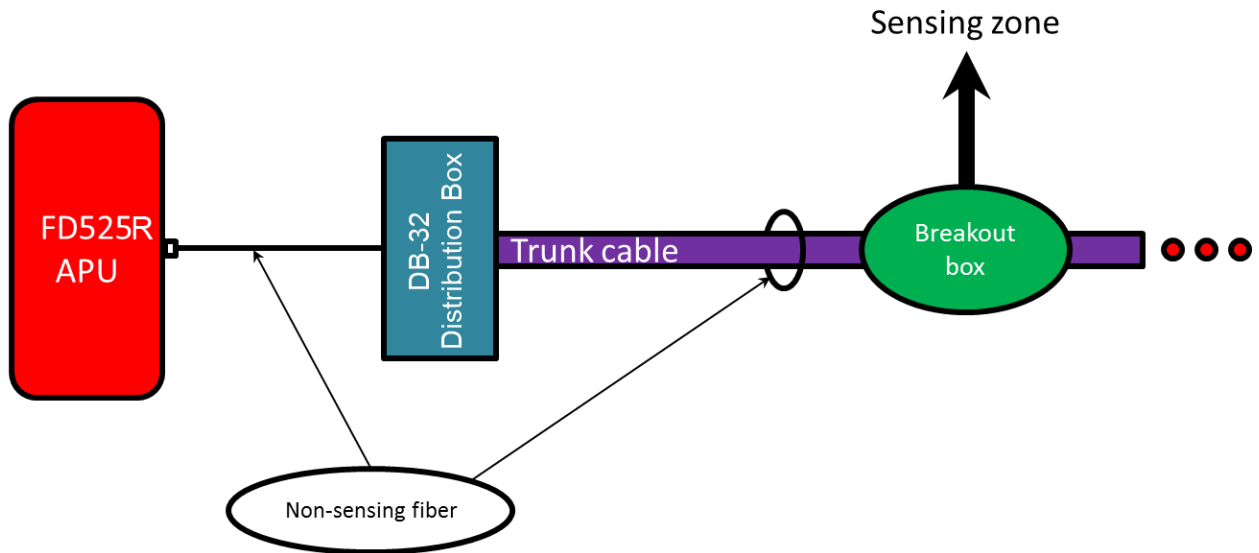 Sensing zone
FD525R
APU
DB-32
Distribution Box
Trunk cable
Breakout
box
Non-sensing fiber